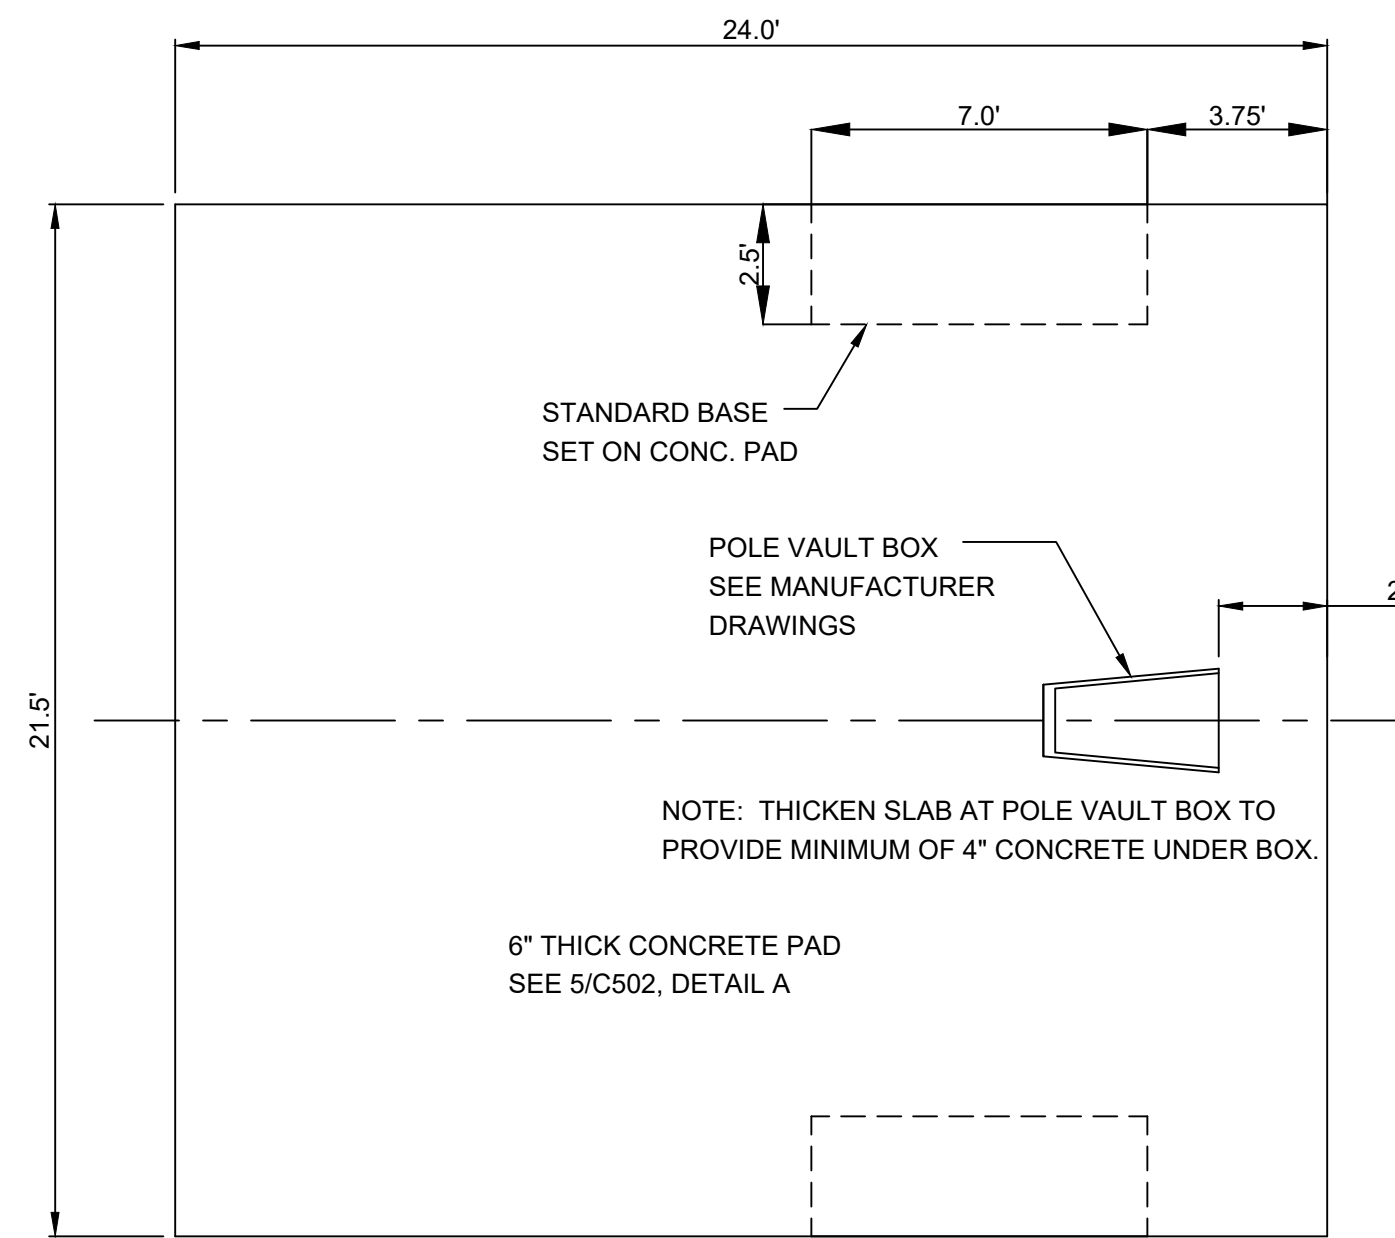 24.0'
7.0'
3.75'
2.5'
STANDARD BASE
SET ON CONC. PAD
POLE VAULT BOX
SEE MANUFACTURER
DRAWINGS
21.5'
NOTE: THICKEN SLAB AT POLE VAULT BOX TO
PROVIDE MINIMUM OF 4" CONCRETE UNDER BOX.
6" THICK CONCRETE PAD
SEE 5/C502, DETAIL A